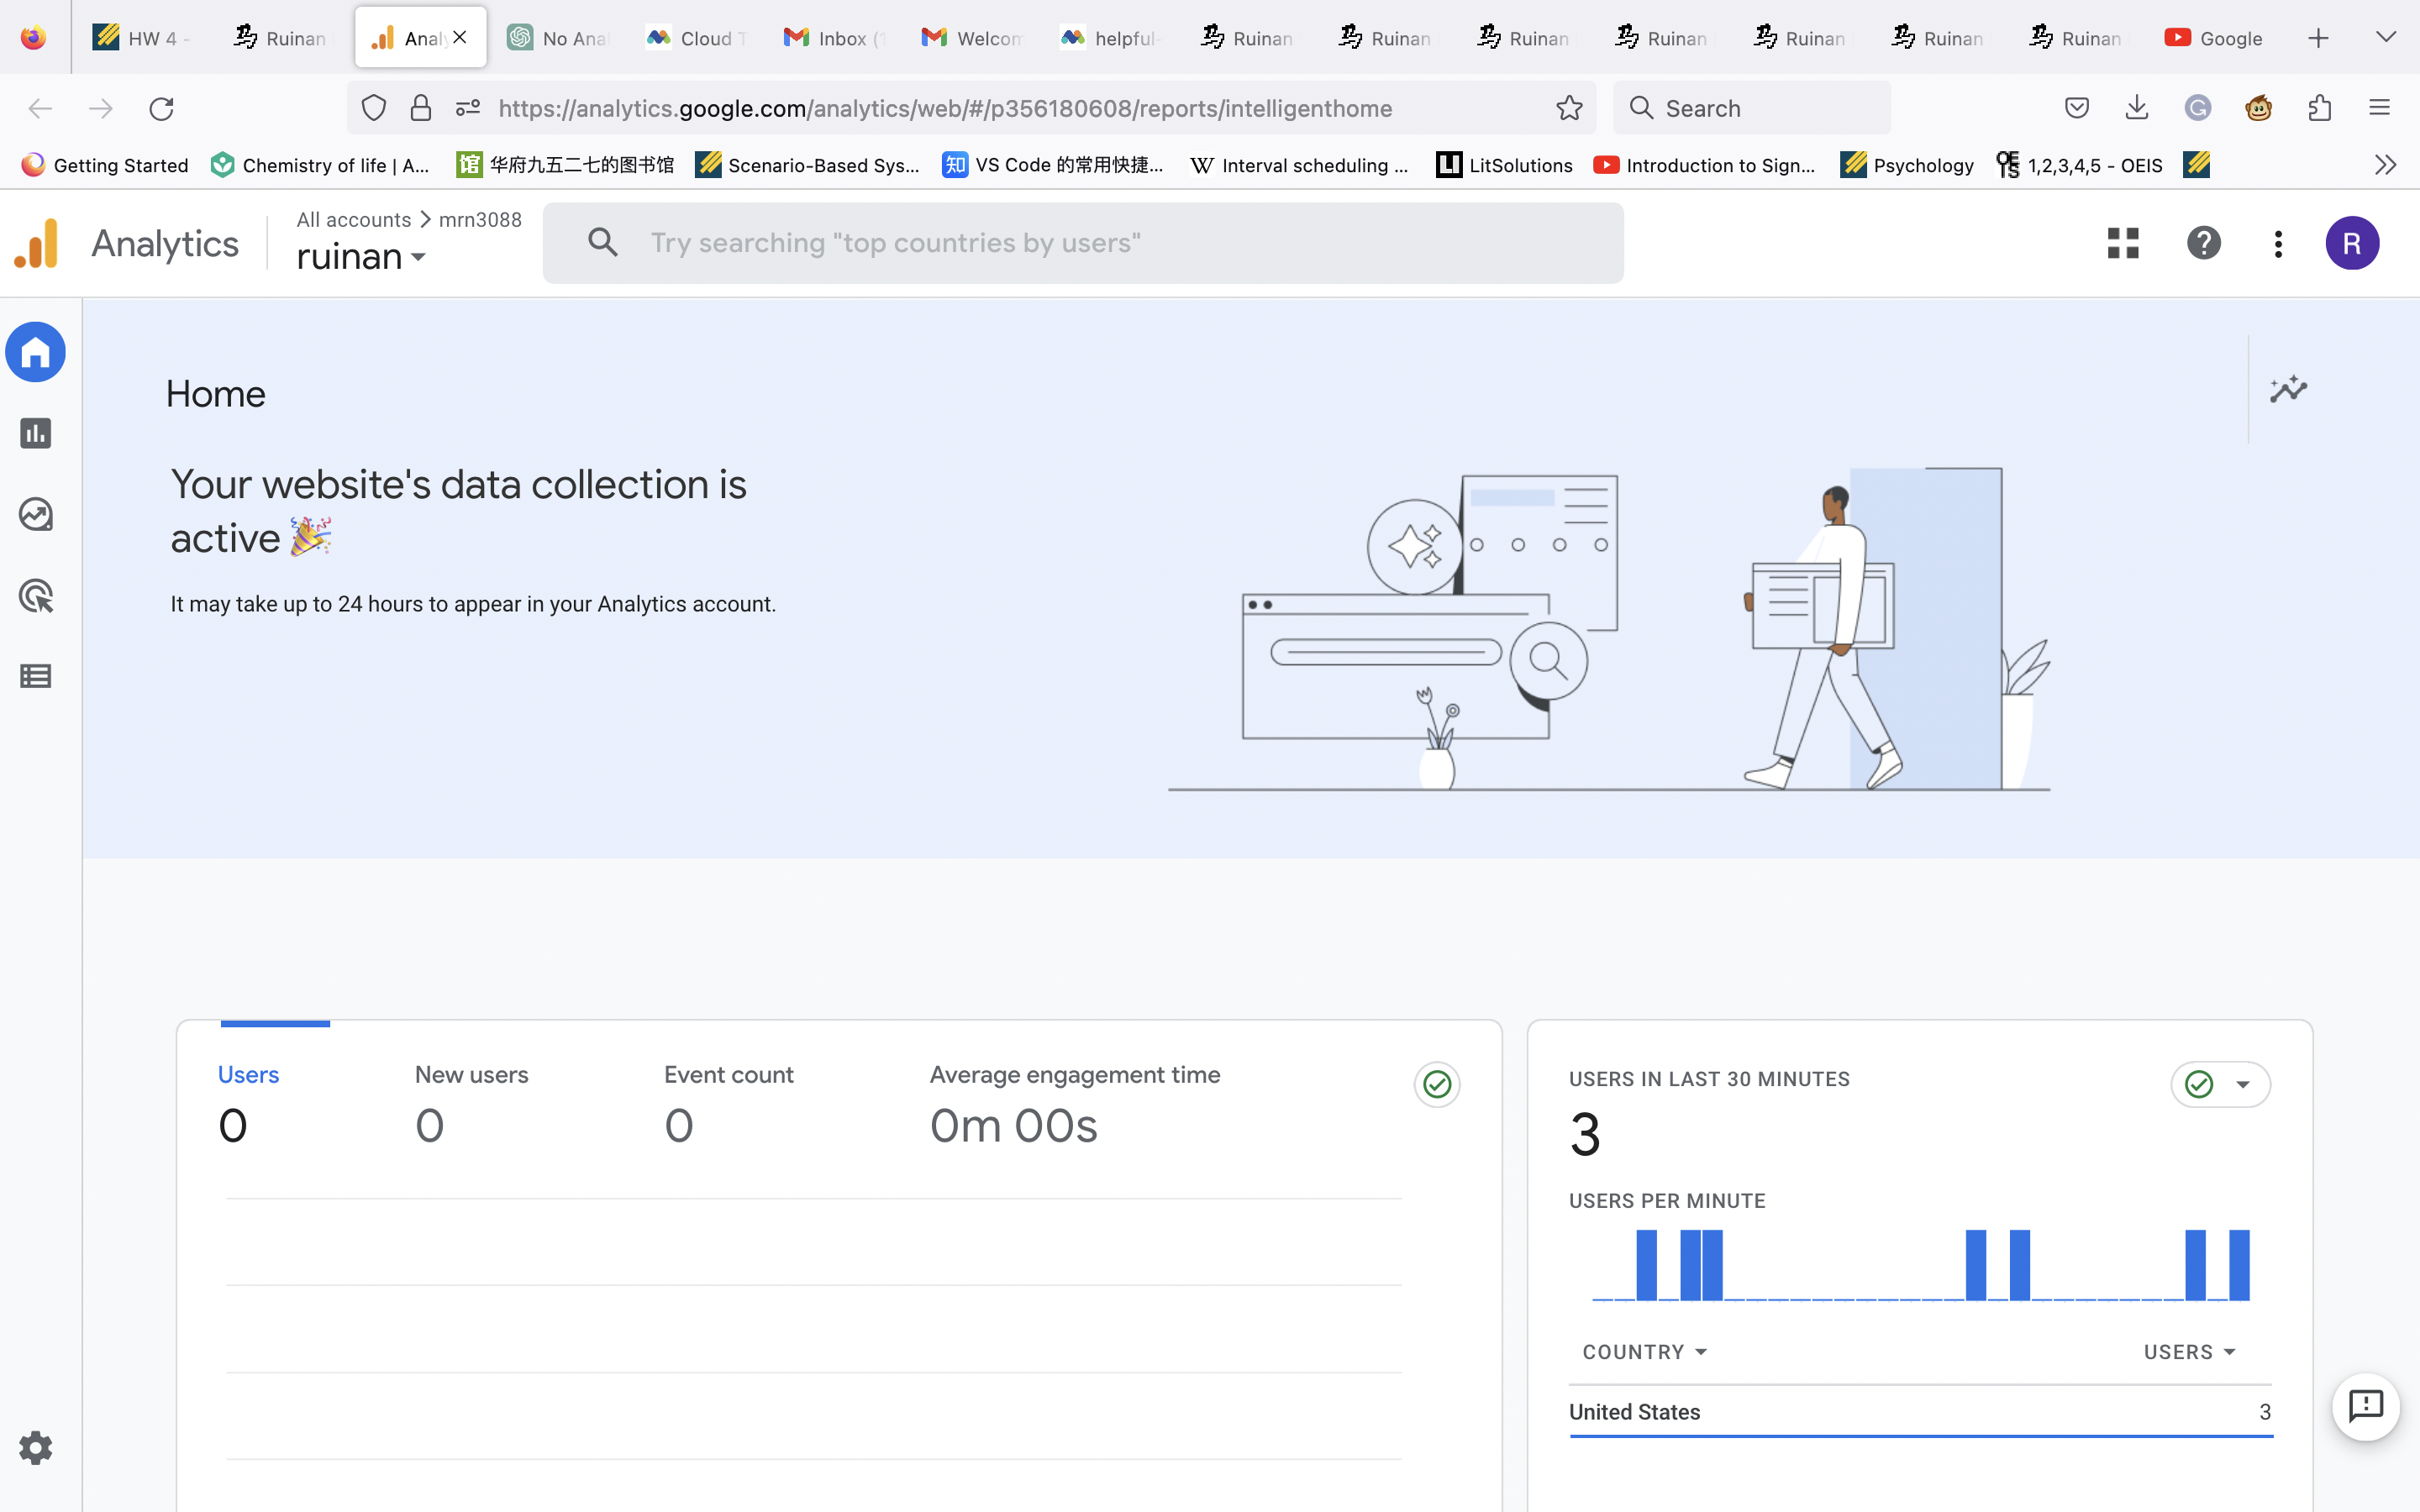 HW 4 -
Ruinan
Analy
No Anal
Cloud T
Inbox (1
Welcom
helpful-
Ruinan
Ruinan
Ruinan
Ruinan
Ruinan
Ruinan
Ruinan
Google
https://analytics.google.com/analytics/web/#/p356180608/reports/intelligenthome
Search
Getting Started
Chemistry of life | A...
馆 华府九五二七的图书馆
Scenario-Based Sys...
知 VS Code 的常用快捷...
W Interval scheduling ...
LI LitSolutions
Introduction to Sign...
Psychology
OEIS 1,2,3,4,5 - OEIS
Analytics
All accounts > mrn3088
ruinan
Try searching "top countries by users"
R
Home
Your website's data collection is
active 🎉
It may take up to 24 hours to appear in your Analytics account.
Users
0
New users
0
Event count
0
Average engagement time
0m 00s
USERS IN LAST 30 MINUTES
3
USERS PER MINUTE
COUNTRY
USERS
United States
3